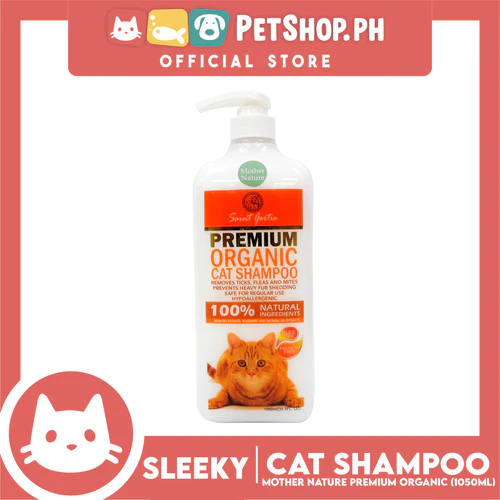 PETSHOP.PH
OFFICIAL STORE
Mother
Nature
Saint Gertie
PREMIUM
ORGANIC
CAT SHAMPOO
REMOVES TICKS, FLEAS AND MITES
PREVENTS HEAVY FUR SHEDDING
SAFE FOR REGULAR USE
HYPOALLERGENIC
100% NATURAL
INGREDIENTS
SLEEKY
CAT SHAMPOO
MOTHER NATURE PREMIUM ORGANIC (1050ML)